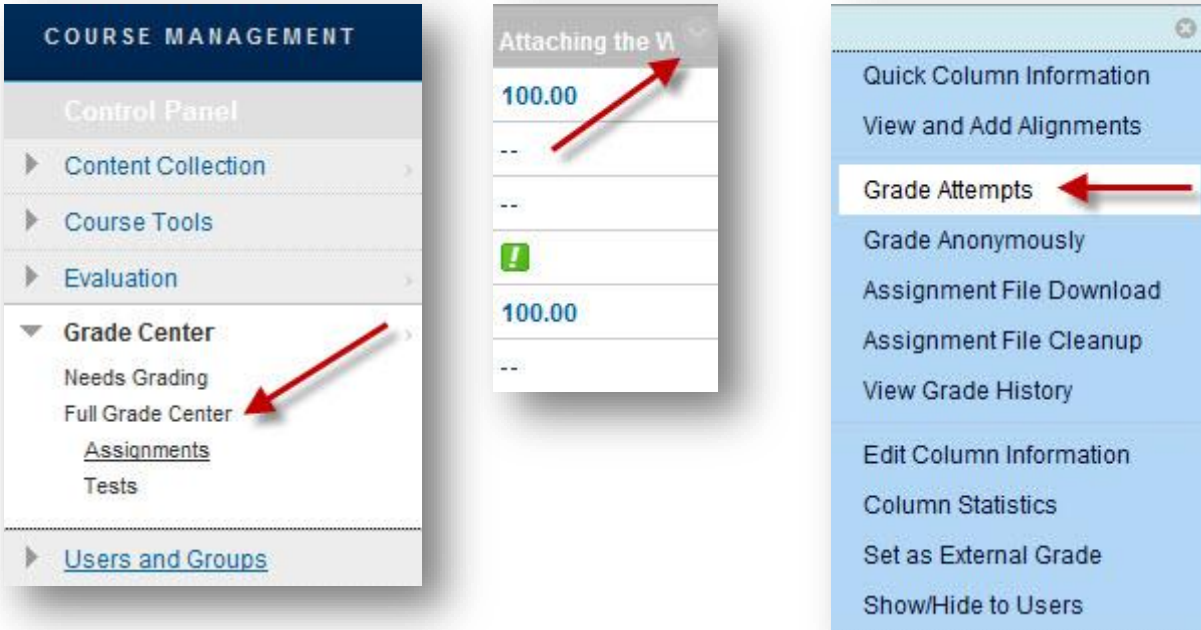 COURSE MANAGEMENT
Control Panel
Content Collection
Course Tools
Evaluation
Grade Center
Needs Grading
Full Grade Center
Assignments
Tests
Users and Groups
Attaching the
100.00
--
--
!
100.00
--
Quick Column Information
View and Add Alignments
Grade Attempts
Grade Anonymously
Assignment File Download
Assignment File Cleanup
View Grade History
Edit Column Information
Column Statistics
Set as External Grade
Show/Hide to Users